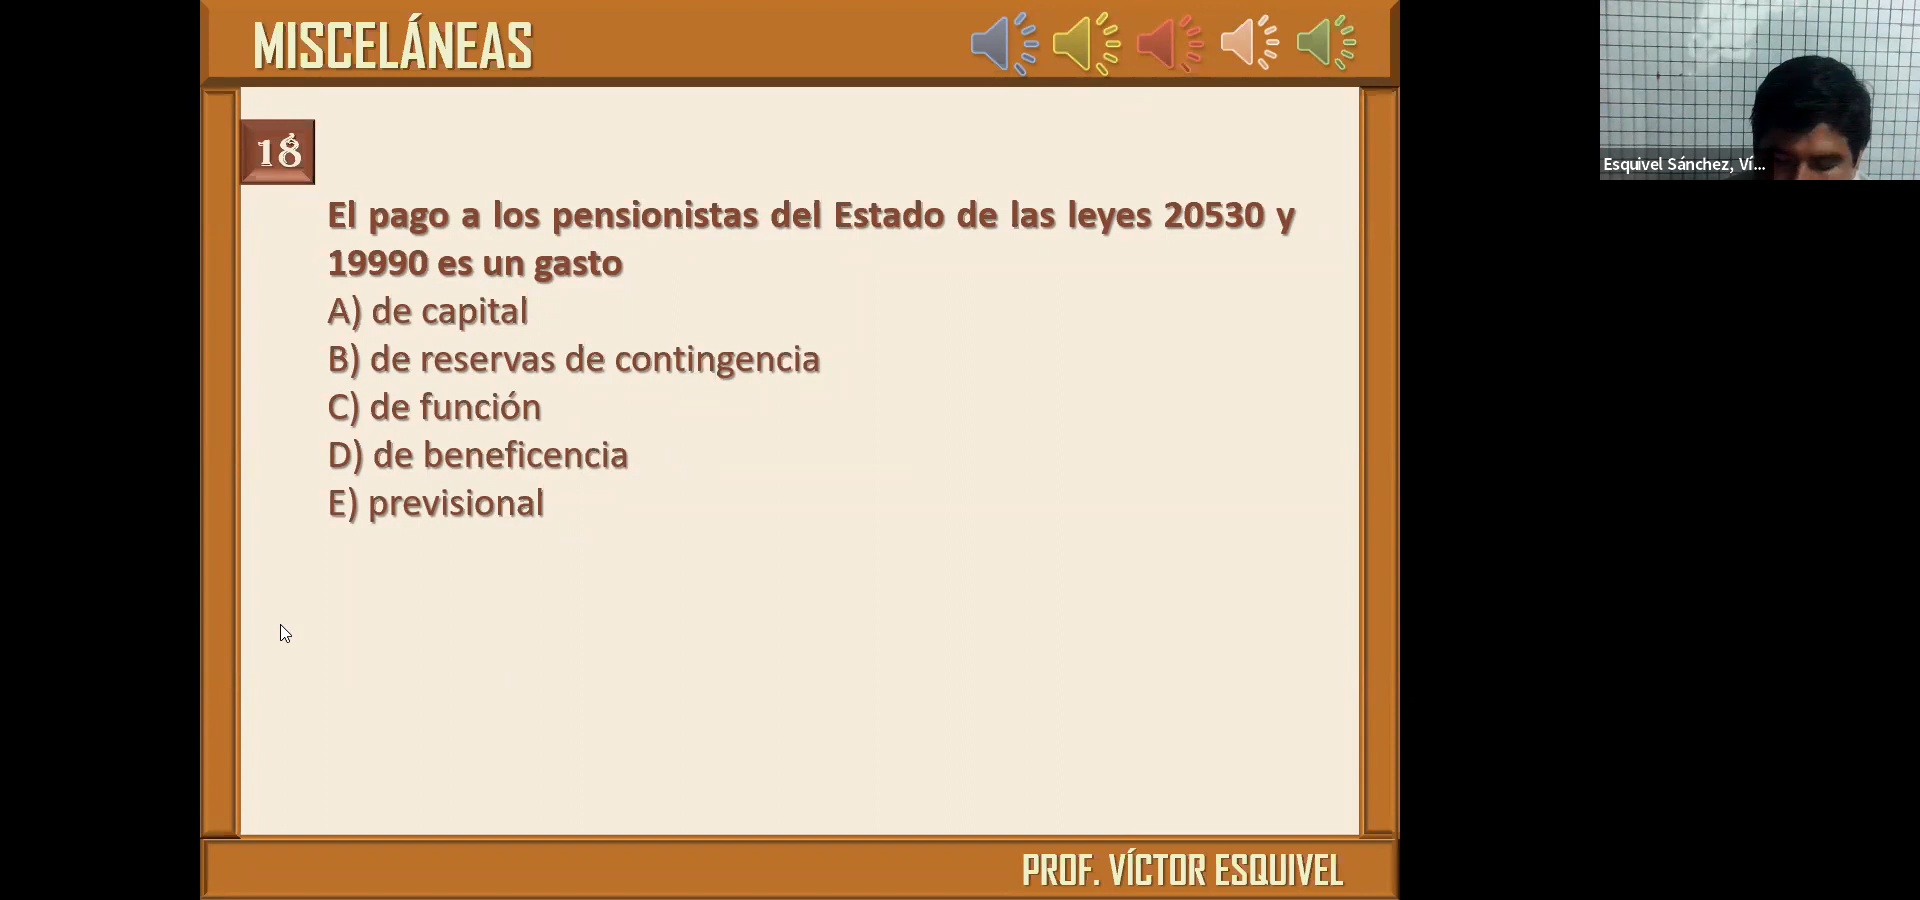 MISCELÁNEAS
18
El pago a los pensionistas del Estado de las leyes 20530 y
19990 es un gasto
A) de capital
B) de reservas de contingencia
C) de función
D) de beneficencia
E) previsional
PROF. VÍCTOR ESQUIVEL
Esquivel Sánchez, Ví...